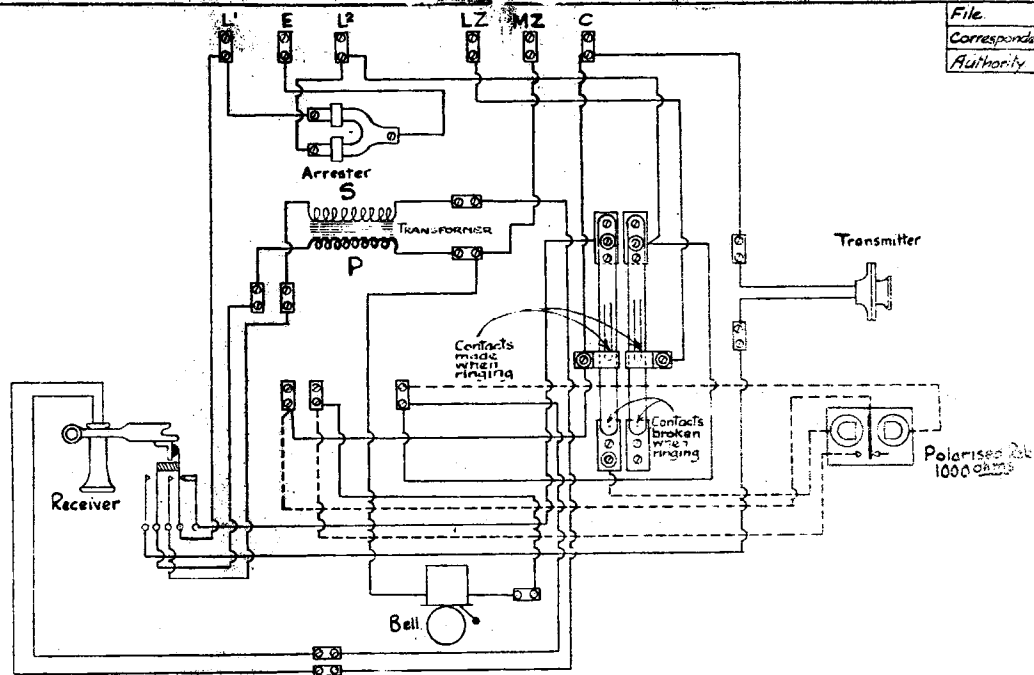 L¹ E L² LZ MZ C
File
Authority
Arrester
S
TRANSFORMER
P
Transmitter
Contacts
made
when
ringing
Contacts
broken
when
ringing
Polarised
1000 ohms
Receiver
Bell